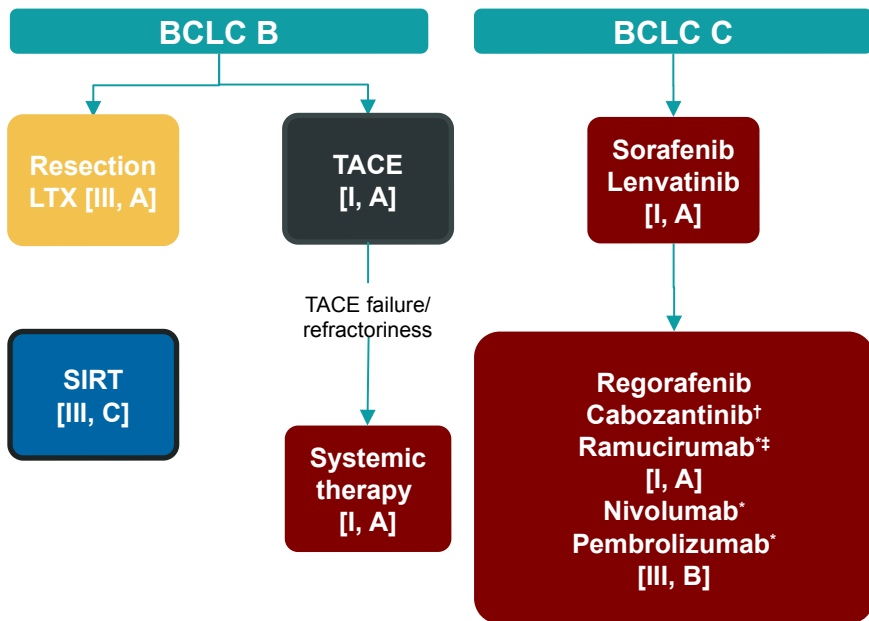 BCLC B
BCLC C
Resection
LTX [III, A]
TACE
[I, A]
Sorafenib
Lenvatinib
[I, A]
TACE failure/
refractoriness
SIRT
[III, C]
Systemic
therapy
[I, A]
Regorafenib
Cabozantinib†
Ramucirumab*‡
[I, A]
Nivolumab*
Pembrolizumab*
[III, B]